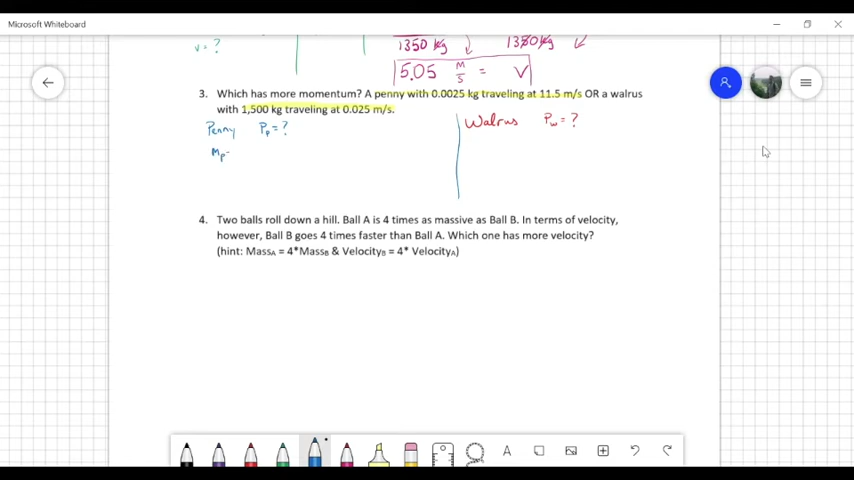 Microsoft Whiteboard
v = ?
1350 kg
1350 kg
5.05 m/s = V
3. Which has more momentum? A penny with 0.0025 kg traveling at 11.5 m/s OR a walrus
with 1,500 kg traveling at 0.025 m/s.
Penny Pp = ?
Walrus Pw = ?
mp-
4. Two balls roll down a hill. Ball A is 4 times as massive as Ball B. In terms of velocity,
however, Ball B goes 4 times faster than Ball A. Which one has more velocity?
(hint: MassA = 4*MassB & VelocityB = 4* VelocityA)
A